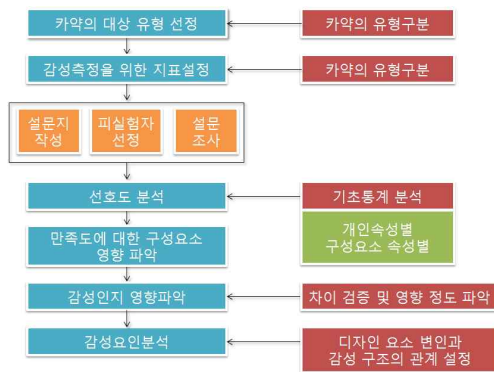 카약의 대상 유형 선정
카약의 유형구분
감성측정을 위한 지표설정
카약의 유형구분
설문지
작성
피실험자
선정
설문
조사
선호도 분석
기초통계 분석
개인속성별
구성요소 속성별
만족도에 대한 구성요소
영향 파악
감성인지 영향파악
차이 검증 및 영향 정도 파악
감성요인분석
디자인 요소 변인과
감성 구조의 관계 설정